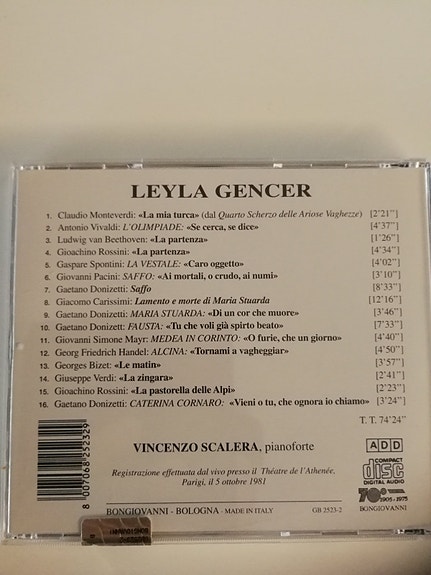 LEYLA GENCER
1. Claudio Monteverdi: «La mia turca» (dal Quarto Scherzo delle Ariose Vaghezze) [2'21"]
2. Antonio Vivaldi: L'OLIMPIADE: «Se cerca, se dice» [4'37"]
3. Ludwig van Beethoven: «La partenza» [1'26"]
4. Gioachino Rossini: «La partenza» [4'34"]
5. Gaspare Spontini: LA VESTALE: «Caro oggetto» [4'02"]
6. Giovanni Pacini: SAFFO: «Ai mortali, o crudo, ai numi» [3'10"]
7. Gaetano Donizetti: Saffo [8'33"]
8. Giacomo Carissimi: Lamento e morte di Maria Stuarda [12'16"]
9. Gaetano Donizetti: MARIA STUARDA: «Di un cor che muore» [3'46"]
10. Gaetano Donizetti: FAUSTA: «Tu che voli già spirto beato» [7'33"]
11. Giovanni Simone Mayr: MEDEA IN CORINTO: «O furie, che un giorno» [4'40"]
12. Georg Friedrich Handel: ALCINA: «Tornami a vagheggiar» [4'50"]
13. Georges Bizet: «Le matin» [3'57"]
14. Giuseppe Verdi: «La zingara» [2'41"]
15. Gioachino Rossini: «La pastorella delle Alpi» [2'23"]
16. Gaetano Donizetti: CATERINA CORNARO: «Vieni o tu, che ognora io chiamo» [3'24"]
T. T. 74'24"
VINCENZO SCALERA, pianoforte
ADD
Registrazione effettuata dal vivo presso il Théatre de l'Athenée,
Parigi, il 5 ottobre 1981
COMPACT
disc
DIGITAL AUDIO
70°
1905-1975
BONGIOVANNI
8 007068 252329
BONGIOVANNI - BOLOGNA - MADE IN ITALY
GB 2523-2